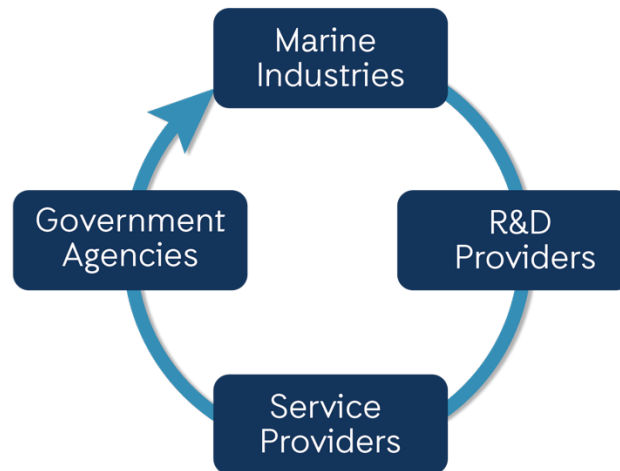 Marine
Industries
Government
Agencies
R&D
Providers
Service
Providers